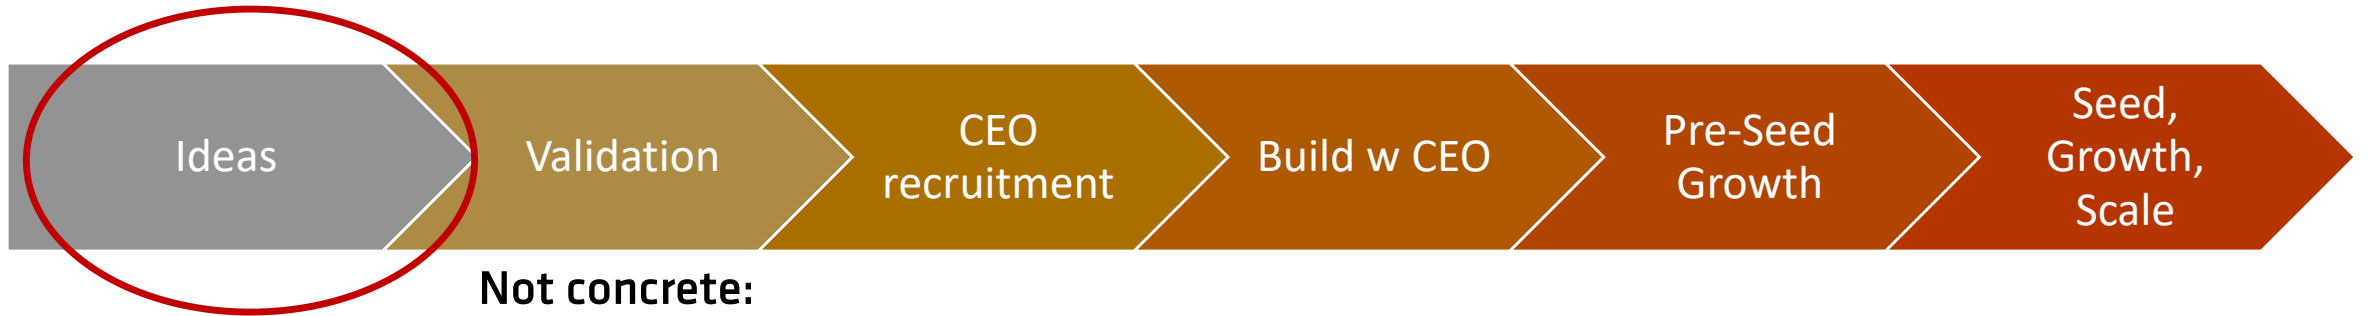 Ideas
Validation
CEO
recruitment
Build w CEO
Pre-Seed
Growth
Seed,
Growth,
Scale
Not concrete: